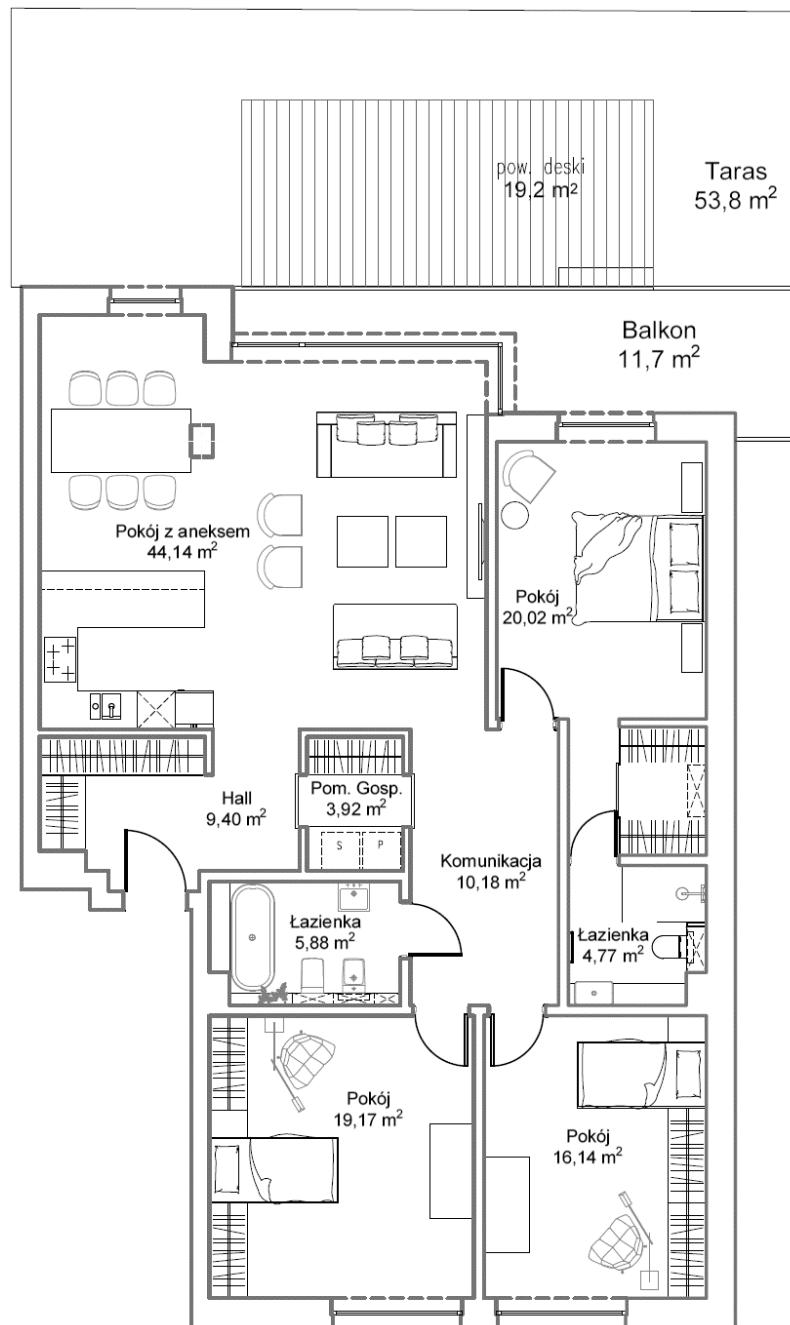 pow. deski
19,2 m²
Taras
53,8 m²
Balkon
11,7 m²
Pokój z aneksem
44,14 m²
Pokój
20,02 m²
Hall
9,40 m²
Pom. Gosp.
3,92 m²
S
P
Komunikacja
10,18 m²
Łazienka
5,88 m²
Łazienka
4,77 m²
Pokój
19,17 m²
Pokój
16,14 m²